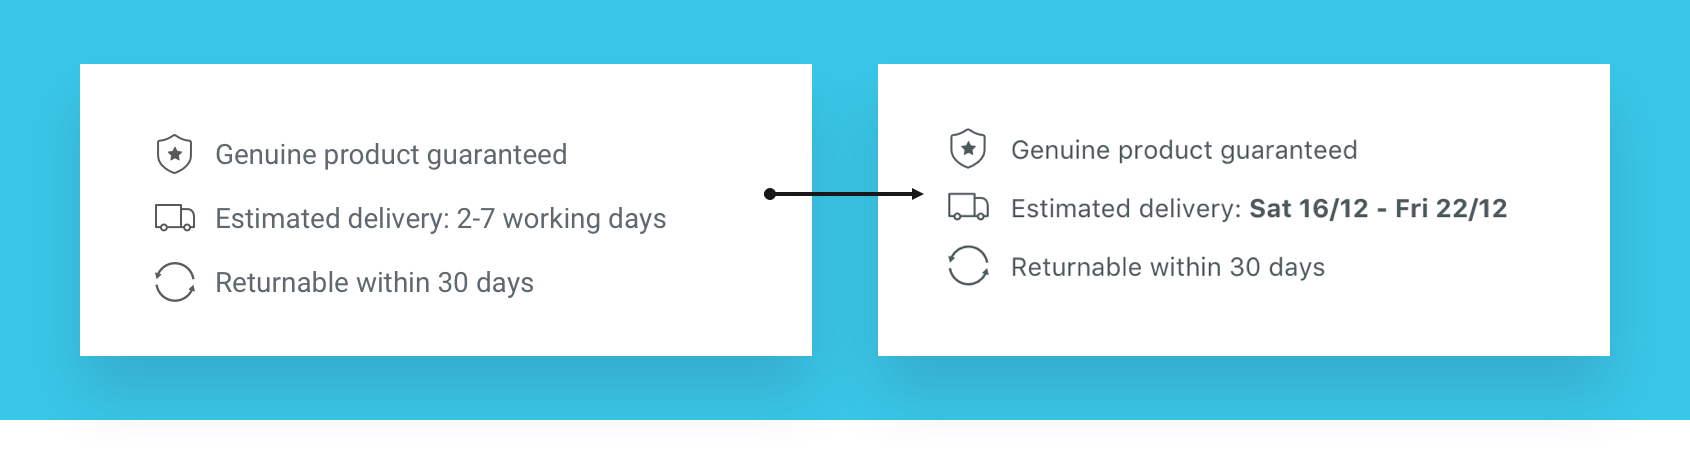 Genuine product guaranteed
Estimated delivery: 2-7 working days
Returnable within 30 days
Genuine product guaranteed
Estimated delivery: Sat 16/12 - Fri 22/12
Returnable within 30 days